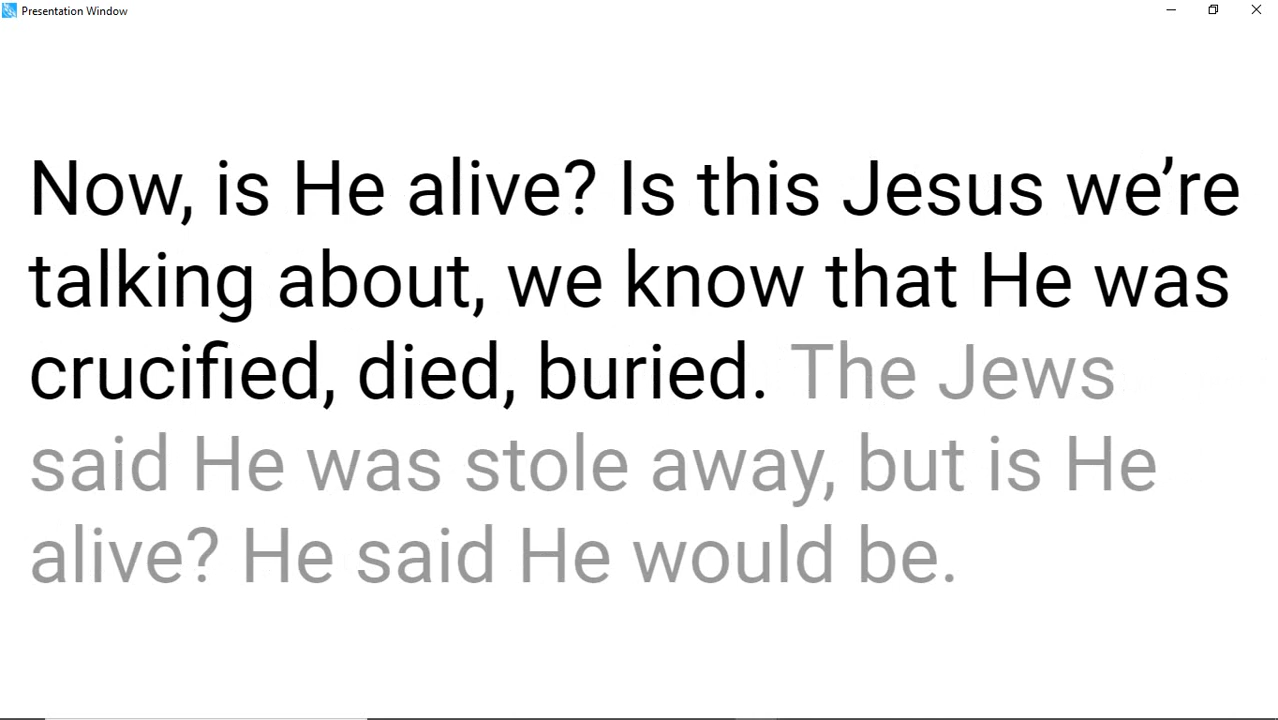 Presentation Window
Now, is He alive? Is this Jesus we’re
talking about, we know that He was
crucified, died, buried. The Jews
said He was stole away, but is He
alive? He said He would be.